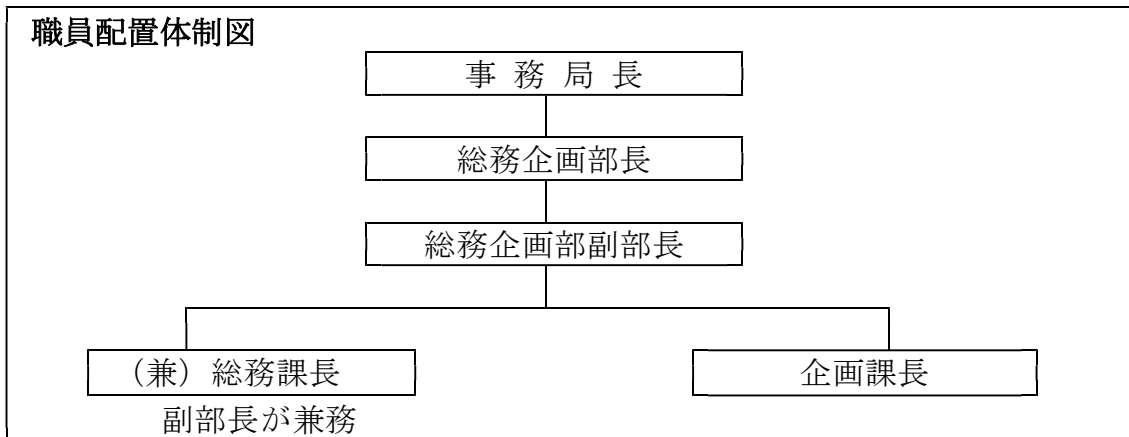 職員配置体制図
事 務 局 長
総務企画部長
総務企画部副部長
(兼) 総務課長
企画課長
副部長が兼務